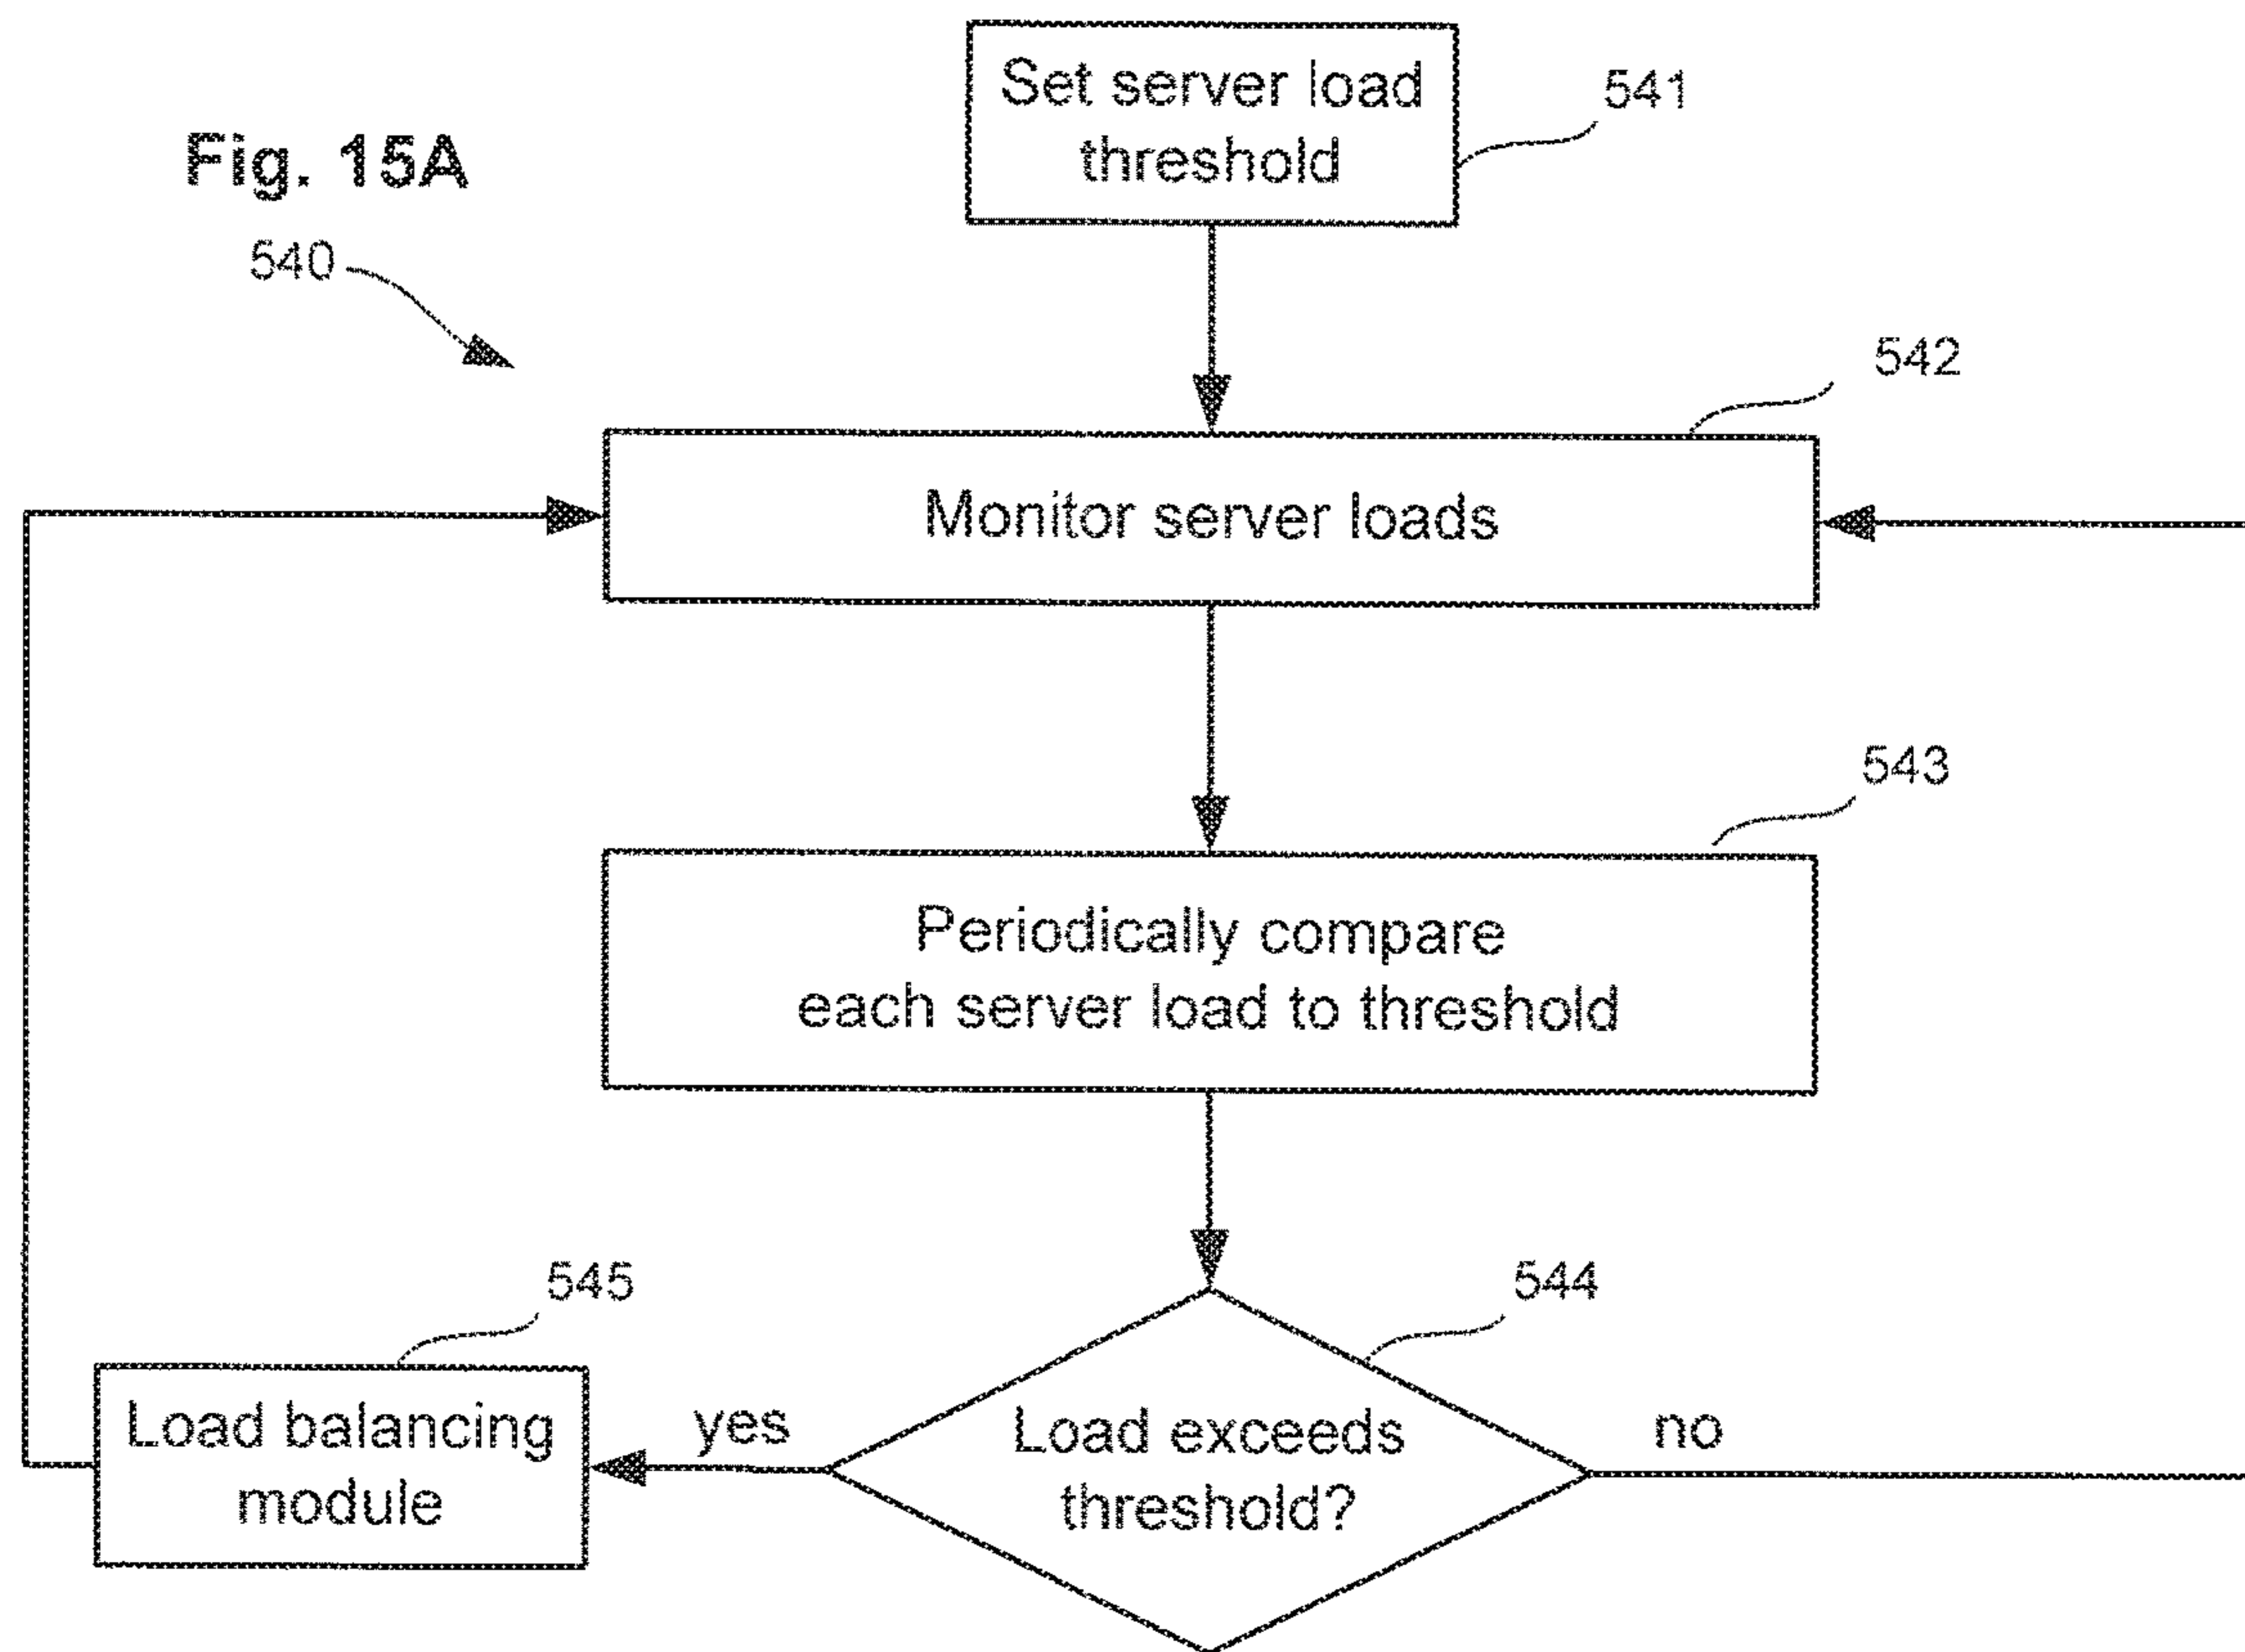 Fig. 15A
540
Set server load
threshold
541
542
Monitor server loads
543
Periodically compare
each server load to threshold
544
Load exceeds
threshold?
yes
no
545
Load balancing
module